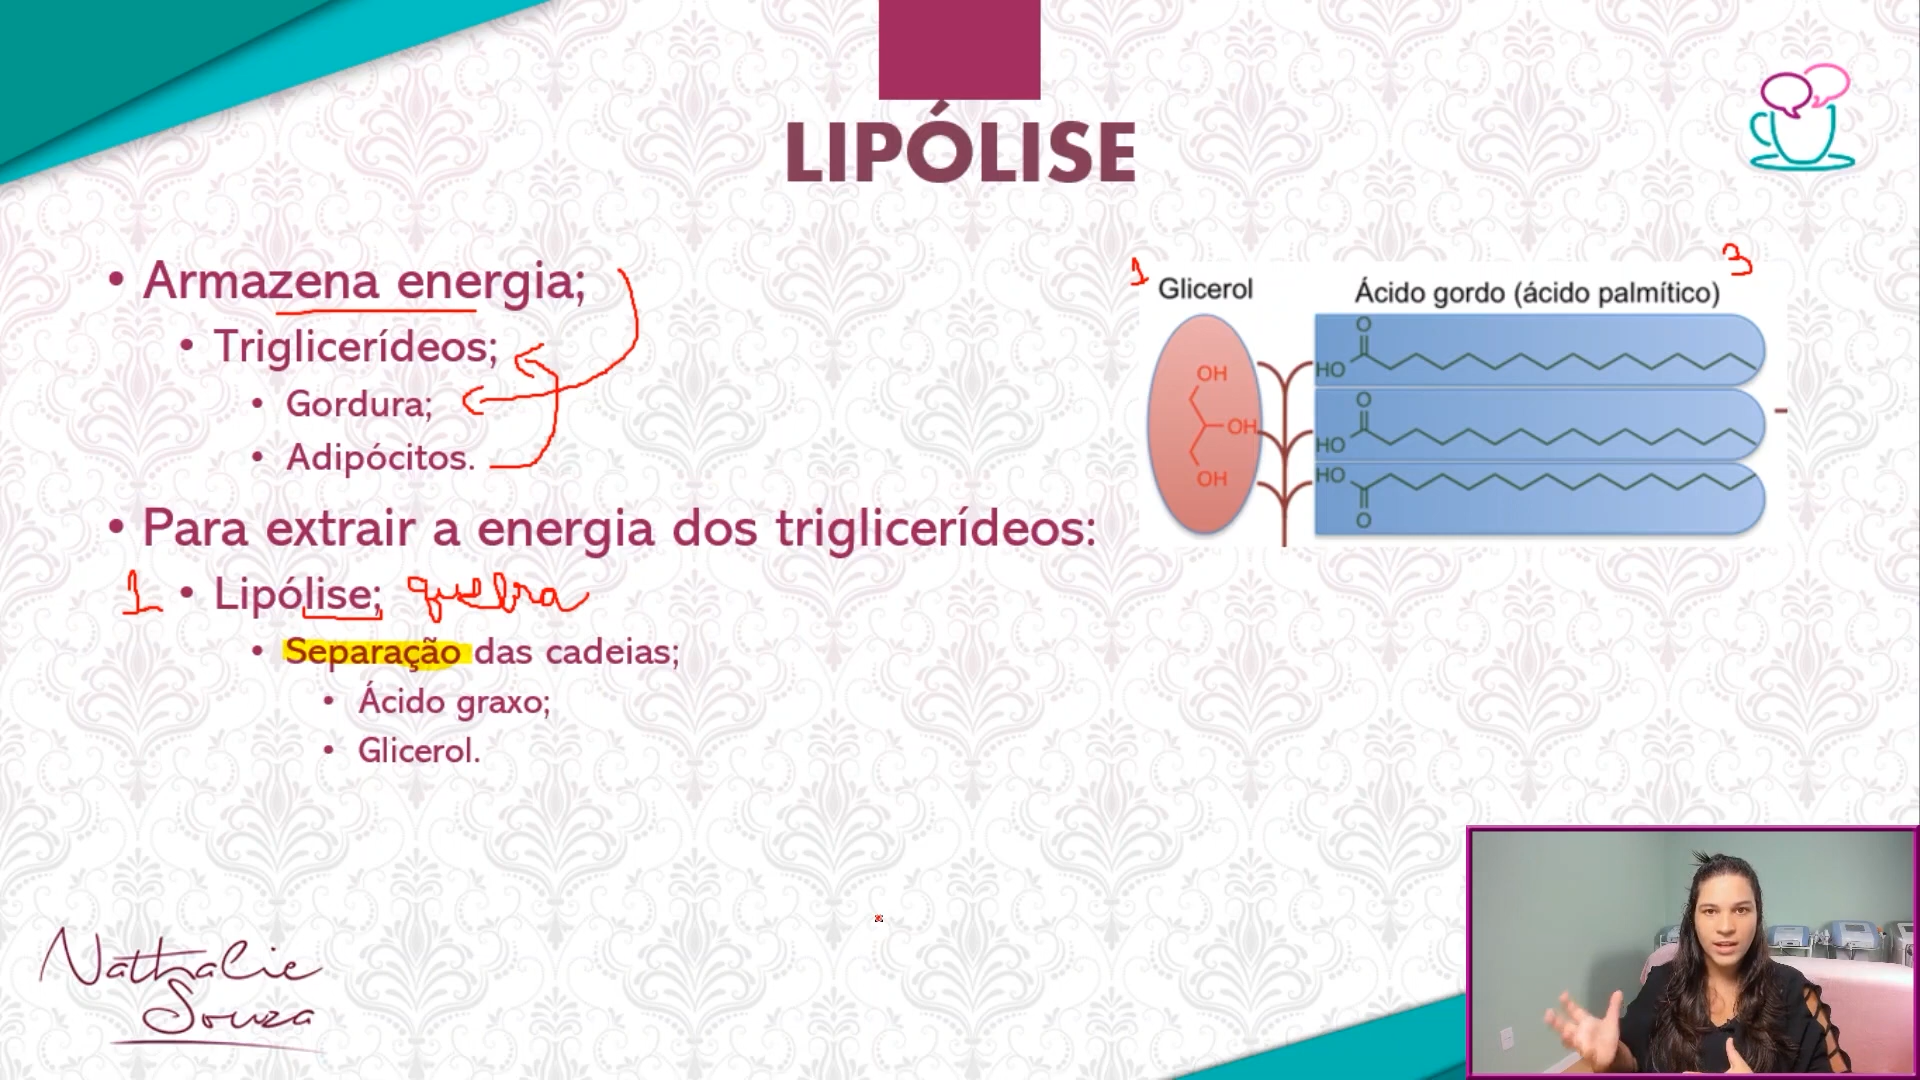 LIPÓLISE
• Armazena energia;
• Triglicerídeos;
• Gordura;
• Adipócitos.
• Para extrair a energia dos triglicerídeos:
1 • Lipólise; quebra
• Separação das cadeias;
• Ácido graxo;
• Glicerol.
1 Glicerol
Ácido gordo (ácido palmítico) 3
OH
OH
OH
O
HO
O
HO
HO
O
Nathalie
Souza